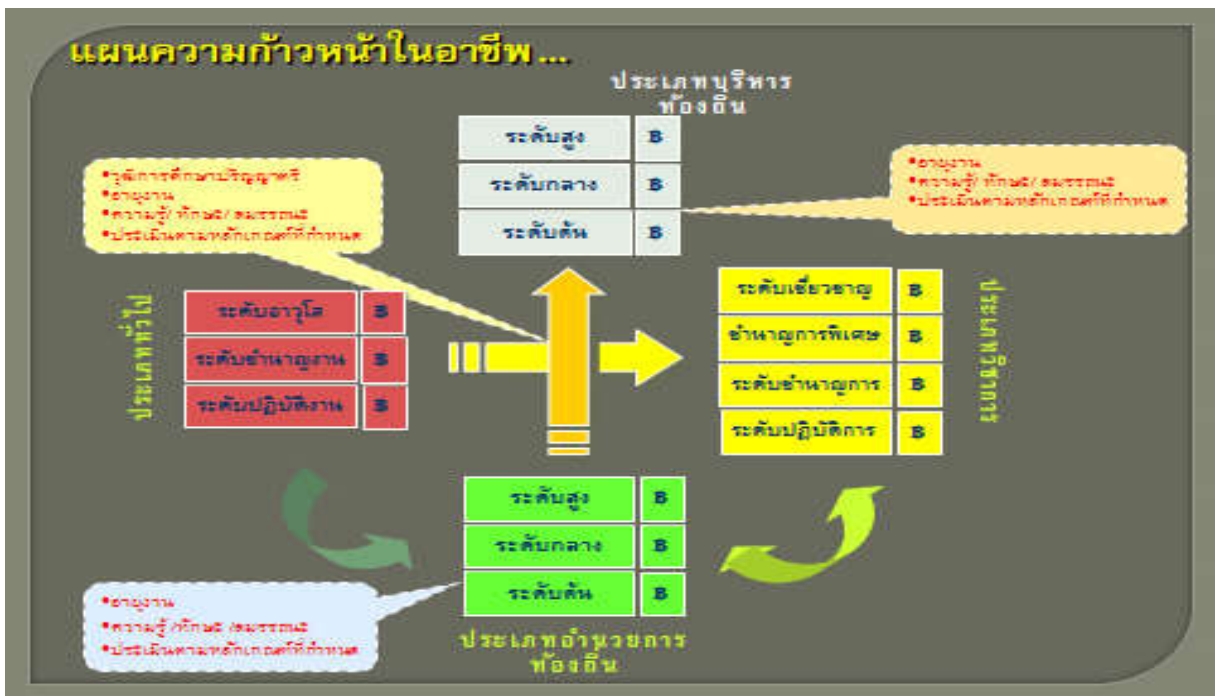 แผนความก้าวหน้าในอาชีพ...
ประเภทบริหาร
ท้องถิ่น
ระดับสูง B
ระดับกลาง B
ระดับต้น B
•วุฒิการศึกษาปริญญาตรี
•อายุงาน
•ความรู้/ ทักษะ/ สมรรถนะ
•ประเมินตามหลักเกณฑ์ที่กำหนด
•อายุงาน
•ความรู้/ ทักษะ/ สมรรถนะ
•ประเมินตามหลักเกณฑ์ที่กำหนด
ประเภททั่วไป
ระดับอาวุโส B
ระดับชำนาญงาน B
ระดับปฏิบัติงาน B
ระดับเชี่ยวชาญ B
ชำนาญการพิเศษ B
ระดับชำนาญการ B
ระดับปฏิบัติการ B
ประเภทวิชาการ
ระดับสูง B
ระดับกลาง B
ระดับต้น B
•อายุงาน
•ความรู้ /ทักษะ /สมรรถนะ
•ประเมินตามหลักเกณฑ์ที่กำหนด
ประเภทอำนวยการ
ท้องถิ่น